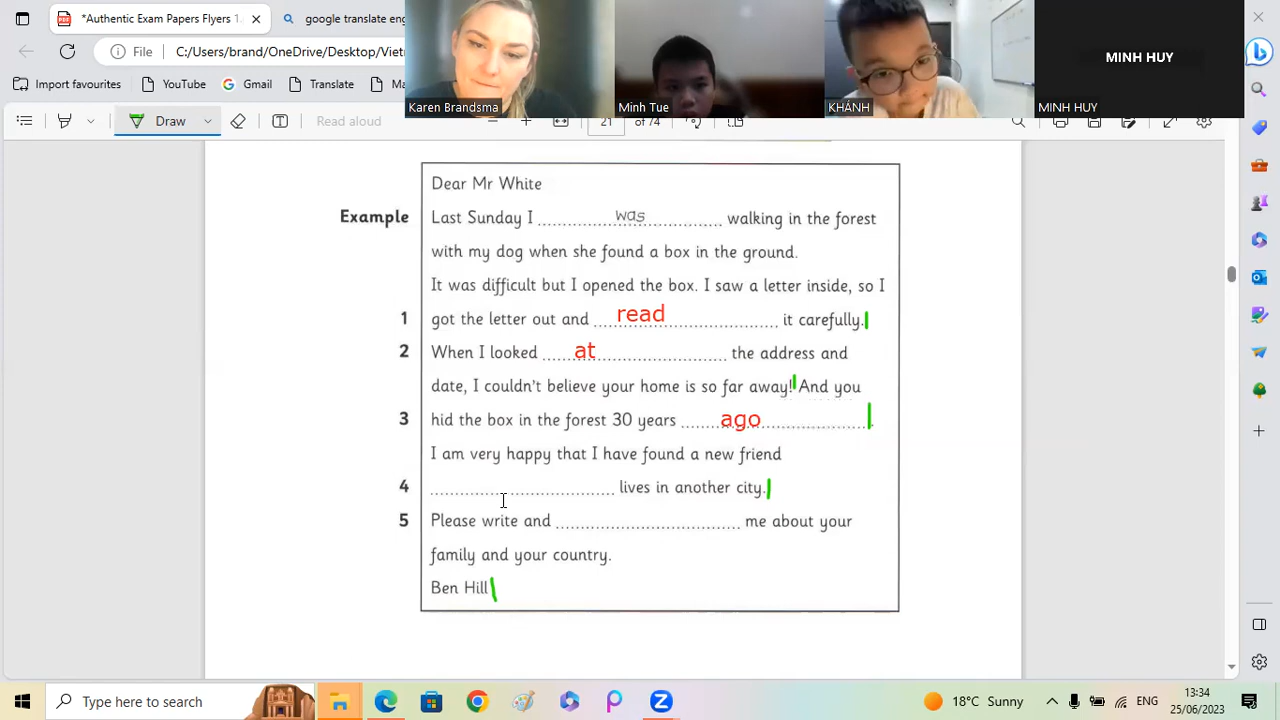 *Authentic Exam Papers Flyers 1
google translate eng
File
C:/Users/brand/OneDrive/Desktop/Viet
Import favourites
YouTube
Gmail
Translate
Karen Brandsma
Minh Tue
KHÁNH
MINH HUY
MINH HUY
Draw
Read aloud
21
of 74
Dear Mr White
Example Last Sunday I was walking in the forest
with my dog when she found a box in the ground.
It was difficult but I opened the box. I saw a letter inside, so I
1 got the letter out and read it carefully.
2 When I looked at the address and
date, I couldn't believe your home is so far away! And you
3 hid the box in the forest 30 years ago.
I am very happy that I have found a new friend
4 .............................. lives in another city.
5 Please write and .............................. me about your
family and your country.
Ben Hill
Type here to search
18°C Sunny
ENG
13:34
25/06/2023